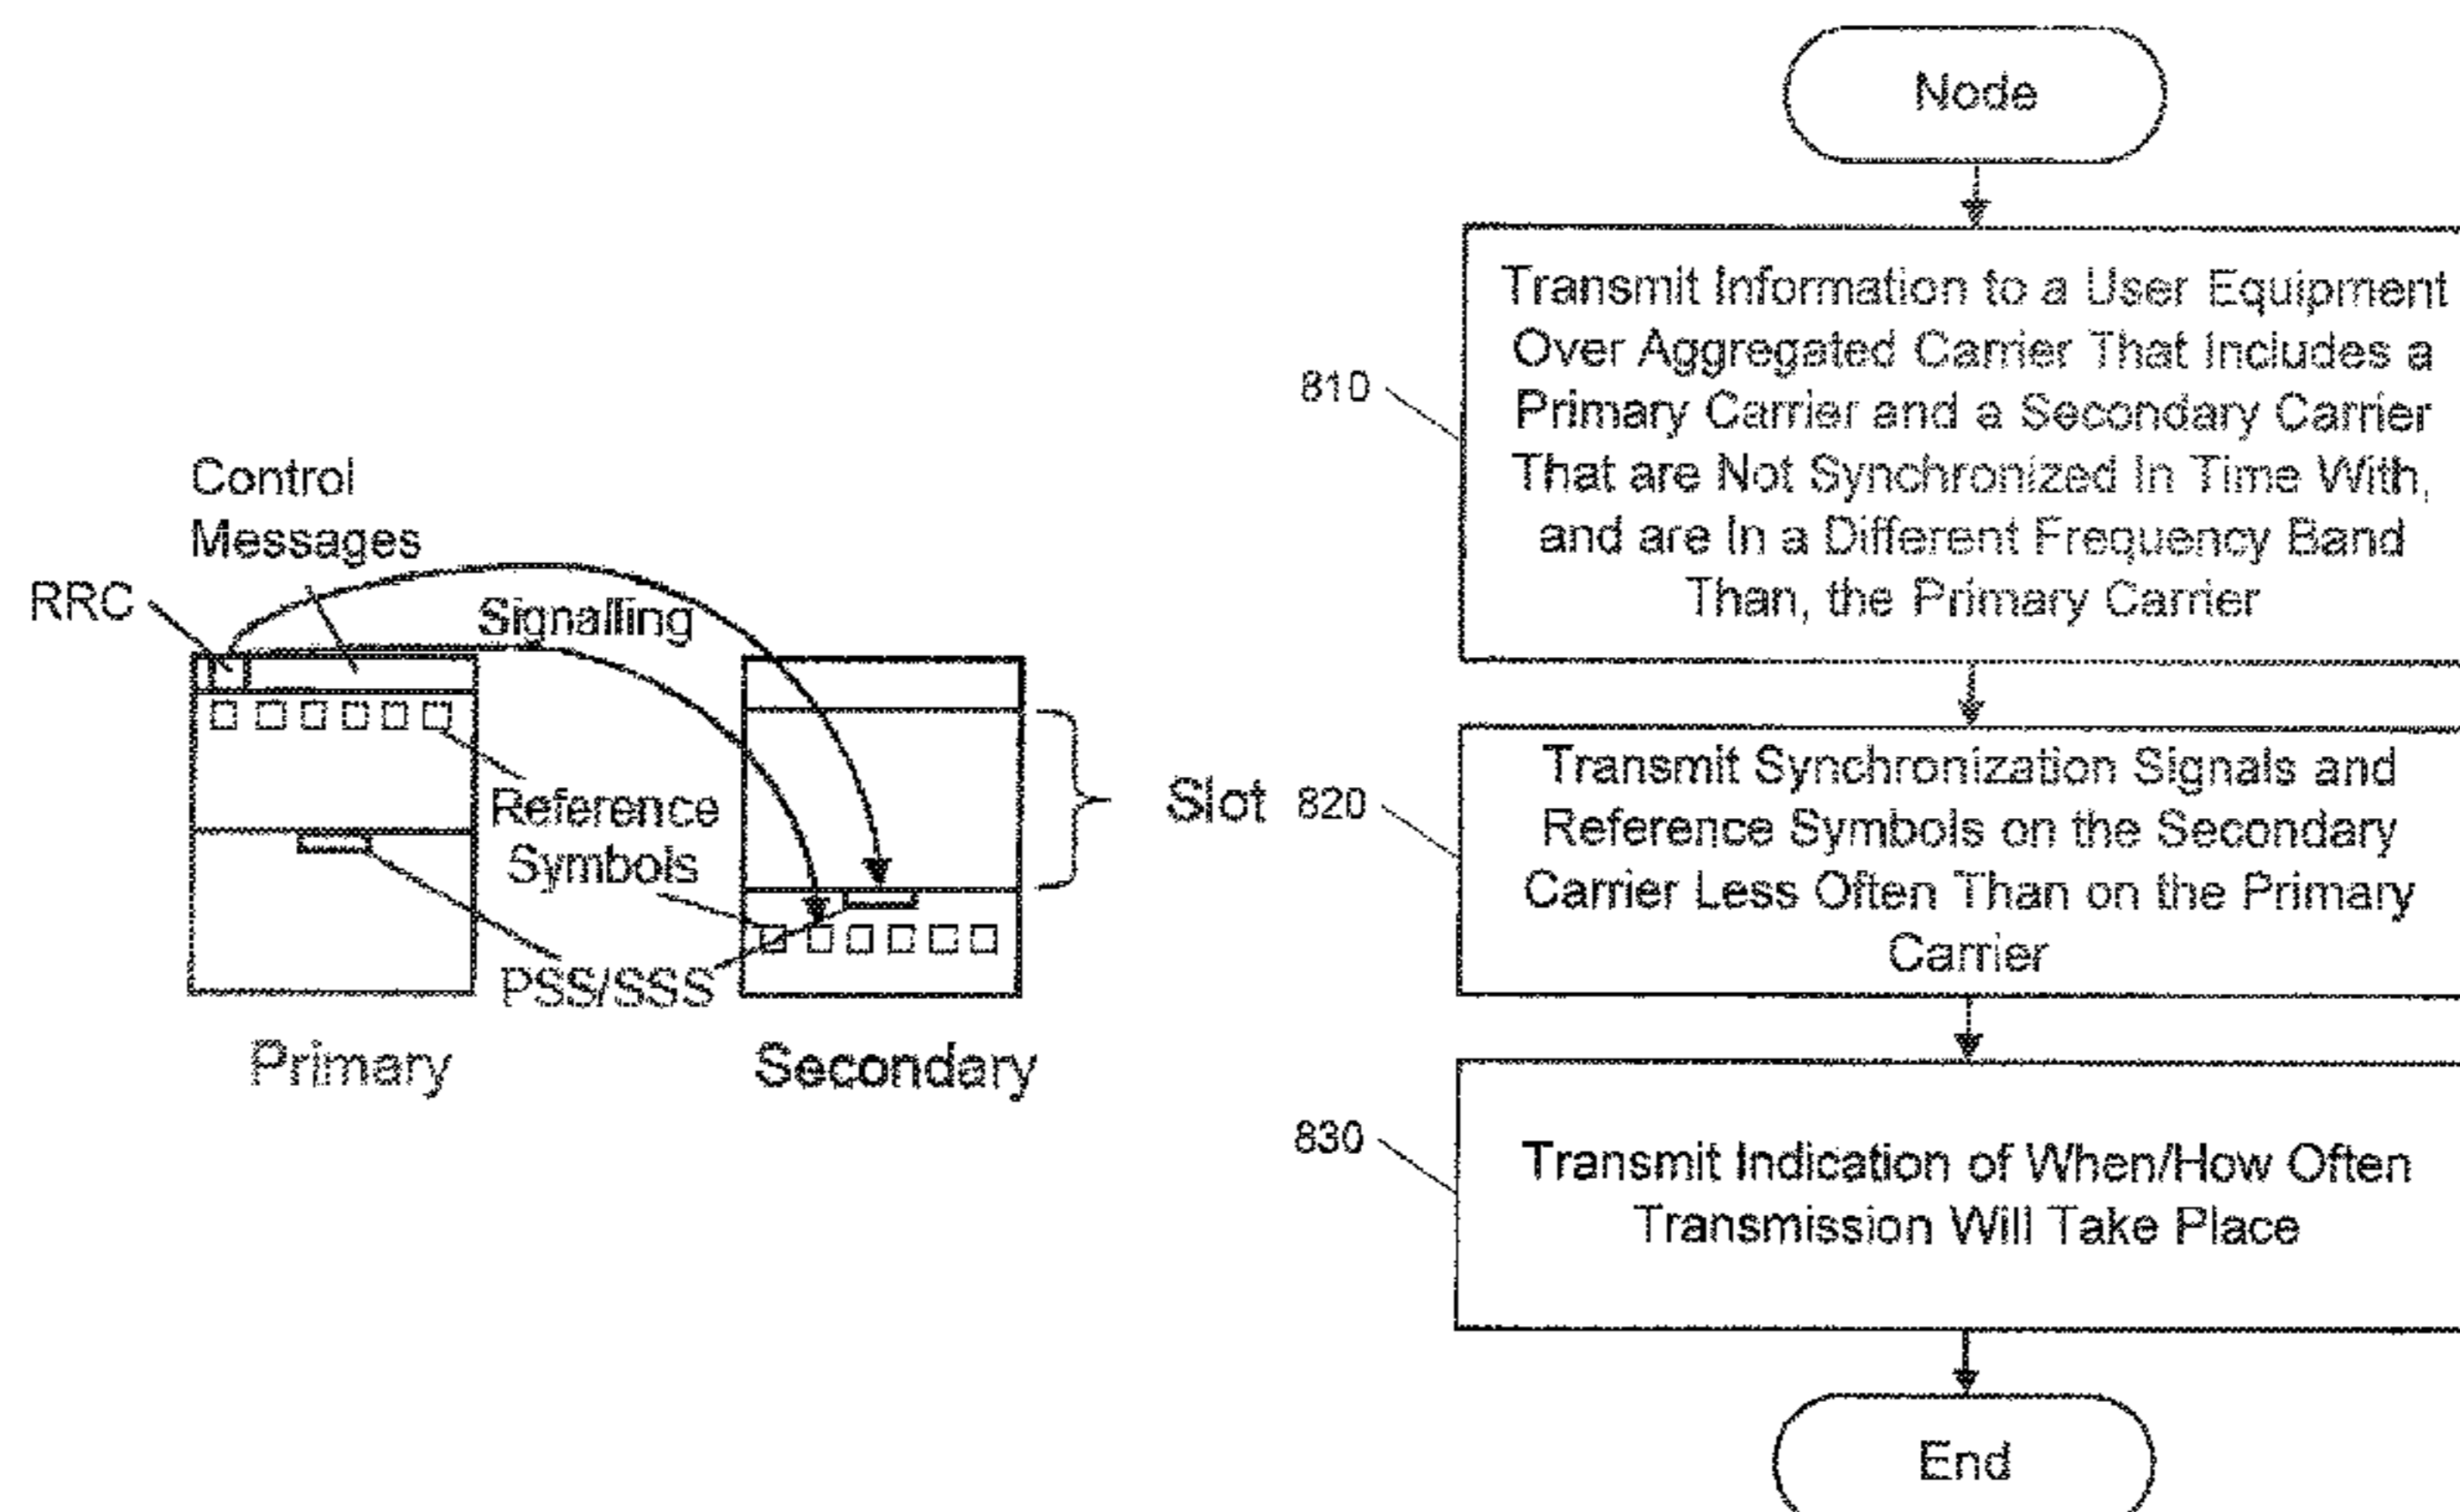 Control
Messages
RRC
Signalling
Reference
Symbols
PSS/SSS
Slot
Primary
Secondary
Node
810
Transmit Information to a User Equipment
Over Aggregated Carrier That Includes a
Primary Carrier and a Secondary Carrier
That are Not Synchronized In Time With,
and are In a Different Frequency Band
Than, the Primary Carrier
820
Transmit Synchronization Signals and
Reference Symbols on the Secondary
Carrier Less Often Than on the Primary
Carrier
830
Transmit Indication of When/How Often
Transmission Will Take Place
End